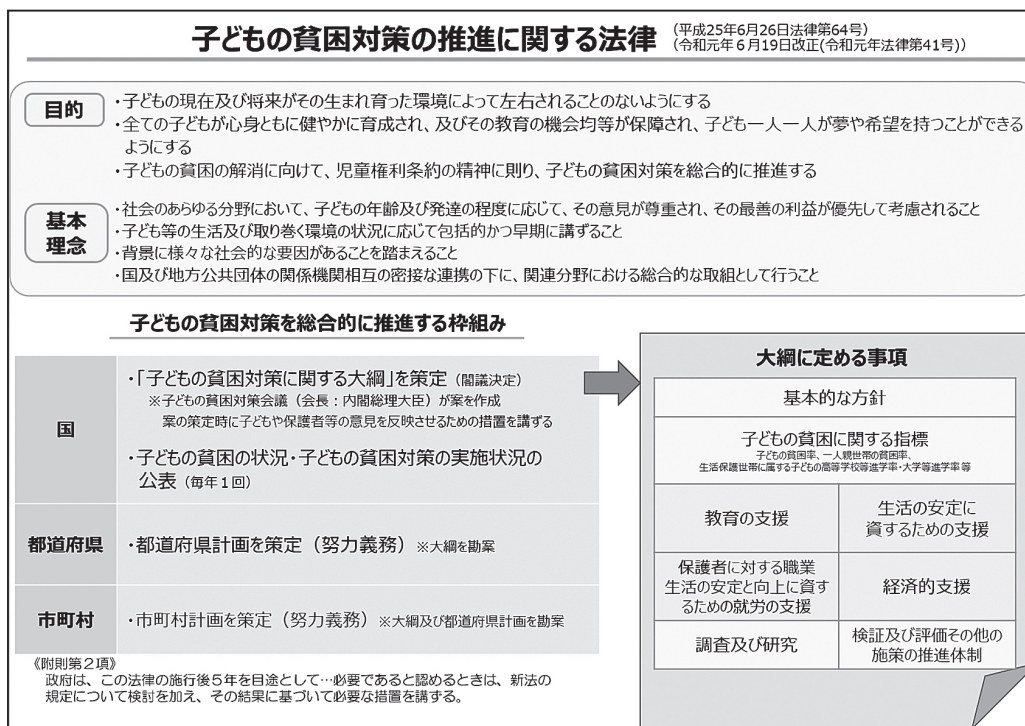 子どもの貧困対策の推進に関する法律
（平成25年6月26日法律第64号）
（令和元年６月19日改正(令和元年法律第41号)）
目的
・子どもの現在及び将来がその生まれ育った環境によって左右されることのないようにする
・全ての子どもが心身ともに健やかに育成され、及びその教育の機会均等が保障され、子ども一人一人が夢や希望を持つことができる
ようにする
・子どもの貧困の解消に向けて、児童権利条約の精神に則り、子どもの貧困対策を総合的に推進する
基本
理念
・社会のあらゆる分野において、子どもの年齢及び発達の程度に応じて、その意見が尊重され、その最善の利益が優先して考慮されること
・子ども等の生活及び取り巻く環境の状況に応じて包括的かつ早期に講ずること
・背景に様々な社会的な要因があることを踏まえること
・国及び地方公共団体の関係機関相互の密接な連携の下に、関連分野における総合的な取組として行うこと
子どもの貧困対策を総合的に推進する枠組み
国
・「子どもの貧困対策に関する大綱」を策定（閣議決定）
※子どもの貧困対策会議（会長：内閣総理大臣）が案を作成
案の策定時に子どもや保護者等の意見を反映させるための措置を講ずる
・子どもの貧困の状況・子どもの貧困対策の実施状況の
公表（毎年１回）
都道府県
・都道府県計画を策定（努力義務）※大綱を勘案
市町村
・市町村計画を策定（努力義務）※大綱及び都道府県計画を勘案
《附則第２項》
政府は、この法律の施行後５年を目途として…必要であると認めるときは、新法の
規定について検討を加え、その結果に基づいて必要な措置を講ずる。
大綱に定める事項
基本的な方針
子どもの貧困に関する指標
子どもの貧困率、一人親世帯の貧困率、
生活保護世帯に属する子どもの高等学校等進学率・大学等進学率 等
教育の支援
生活の安定に
資するための支援
保護者に対する職業
生活の安定と向上に資す
るための就労の支援
経済的支援
調査及び研究
検証及び評価その他の
施策の推進体制